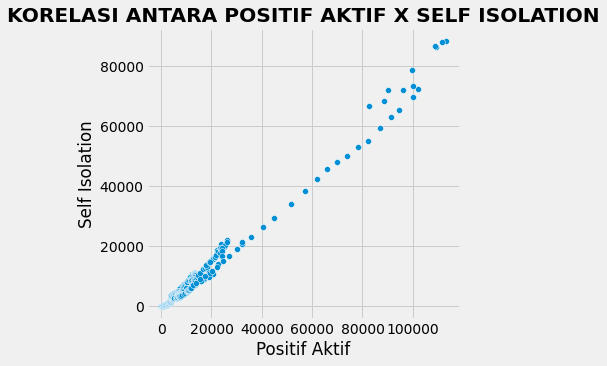 KORELASI ANTARA POSITIF AKTIF X SELF ISOLATION
80000
60000
40000
20000
0
Self Isolation
0 20000 40000 60000 80000 100000
Positif Aktif